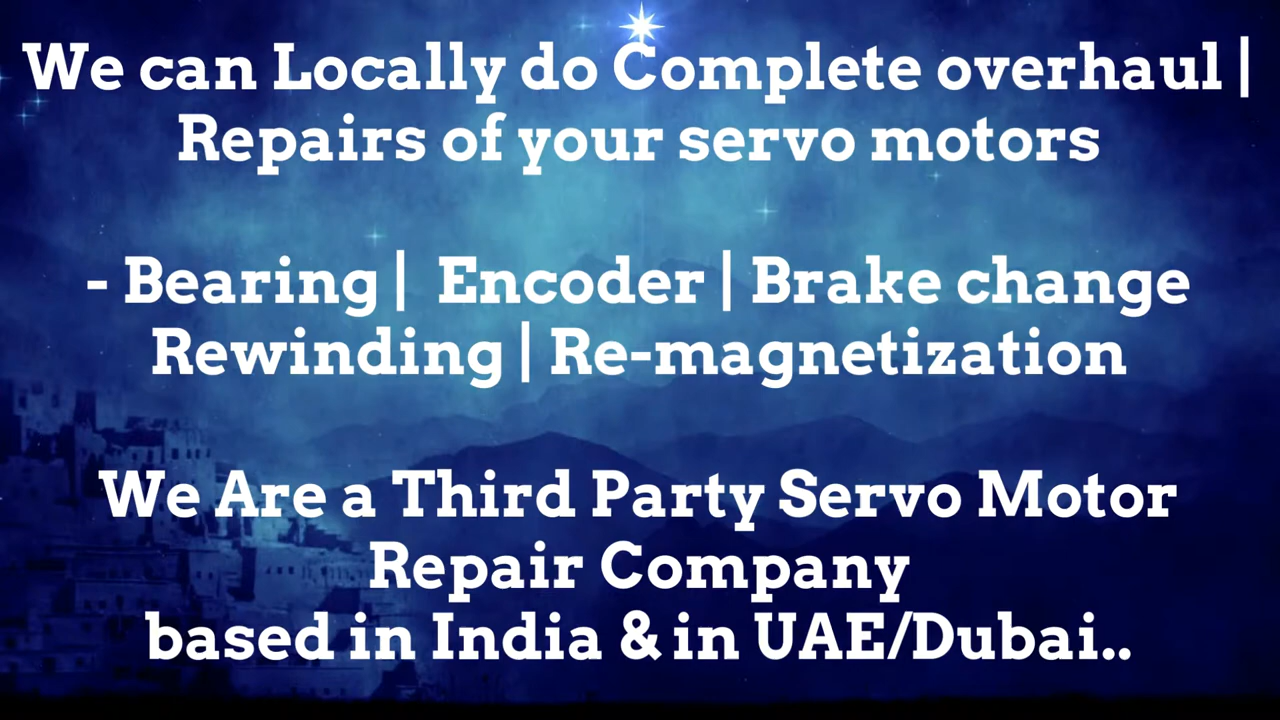 We can Locally do Complete overhaul |
Repairs of your servo motors
- Bearing | Encoder | Brake change
Rewinding | Re-magnetization
We Are a Third Party Servo Motor
Repair Company
based in India & in UAE/Dubai..